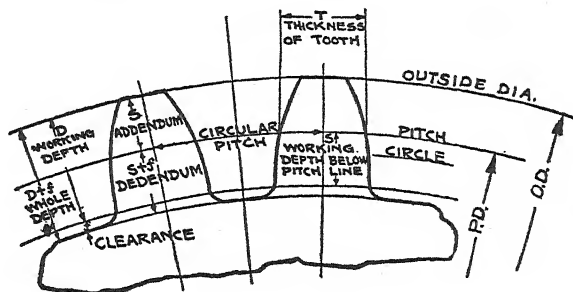 T
THICKNESS
OF TOOTH
OUTSIDE DIA.
S
ADDENDUM
D
WORKING
DEPTH
CIRCULAR
PITCH
S
WORKING
DEPTH BELOW
PITCH LINE
PITCH
CIRCLE
S+f
DEDENDUM
D+f
WHOLE
DEPTH
f
CLEARANCE
P.D.
O.D.